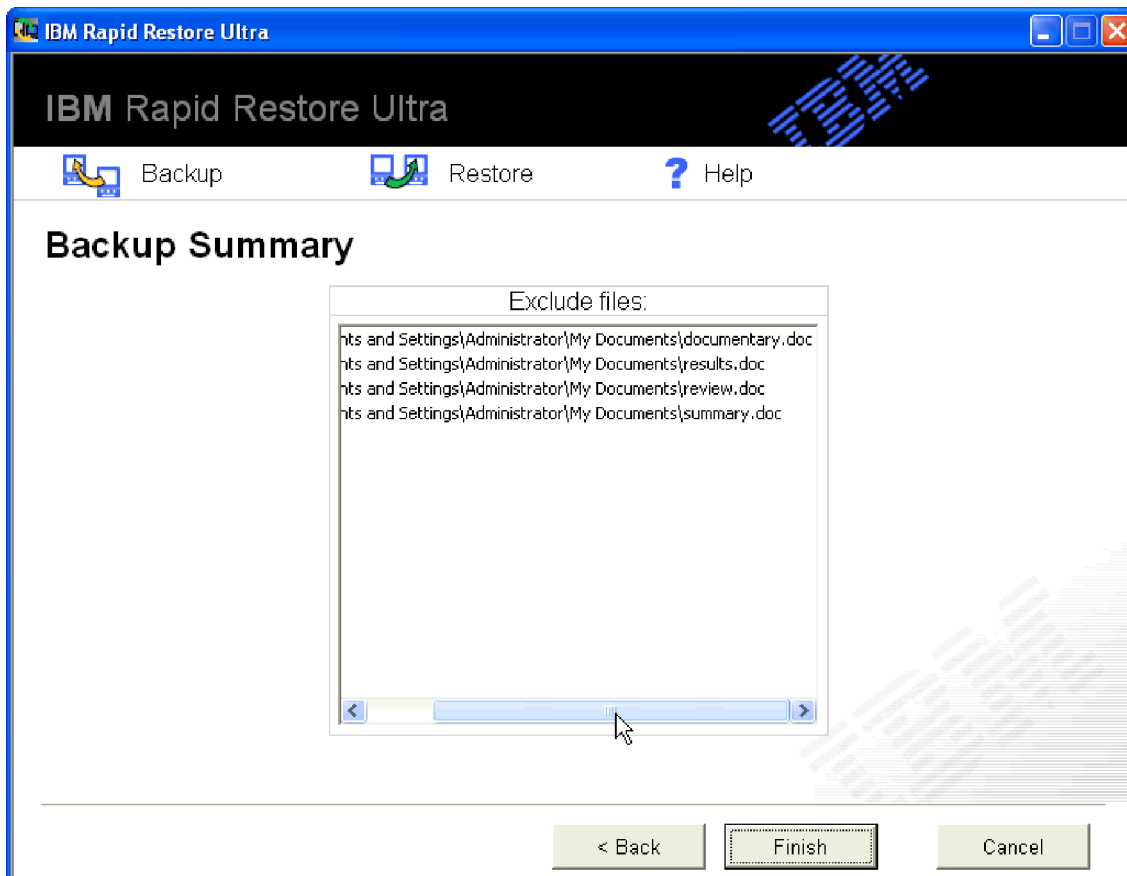 IBM Rapid Restore Ultra
IBM Rapid Restore Ultra
IBM
Backup
Restore
? Help
Backup Summary
Exclude files:
nts and Settings\Administrator\My Documents\documentary.doc
nts and Settings\Administrator\My Documents\results.doc
nts and Settings\Administrator\My Documents\review.doc
nts and Settings\Administrator\My Documents\summary.doc
IBM
< Back
Finish
Cancel